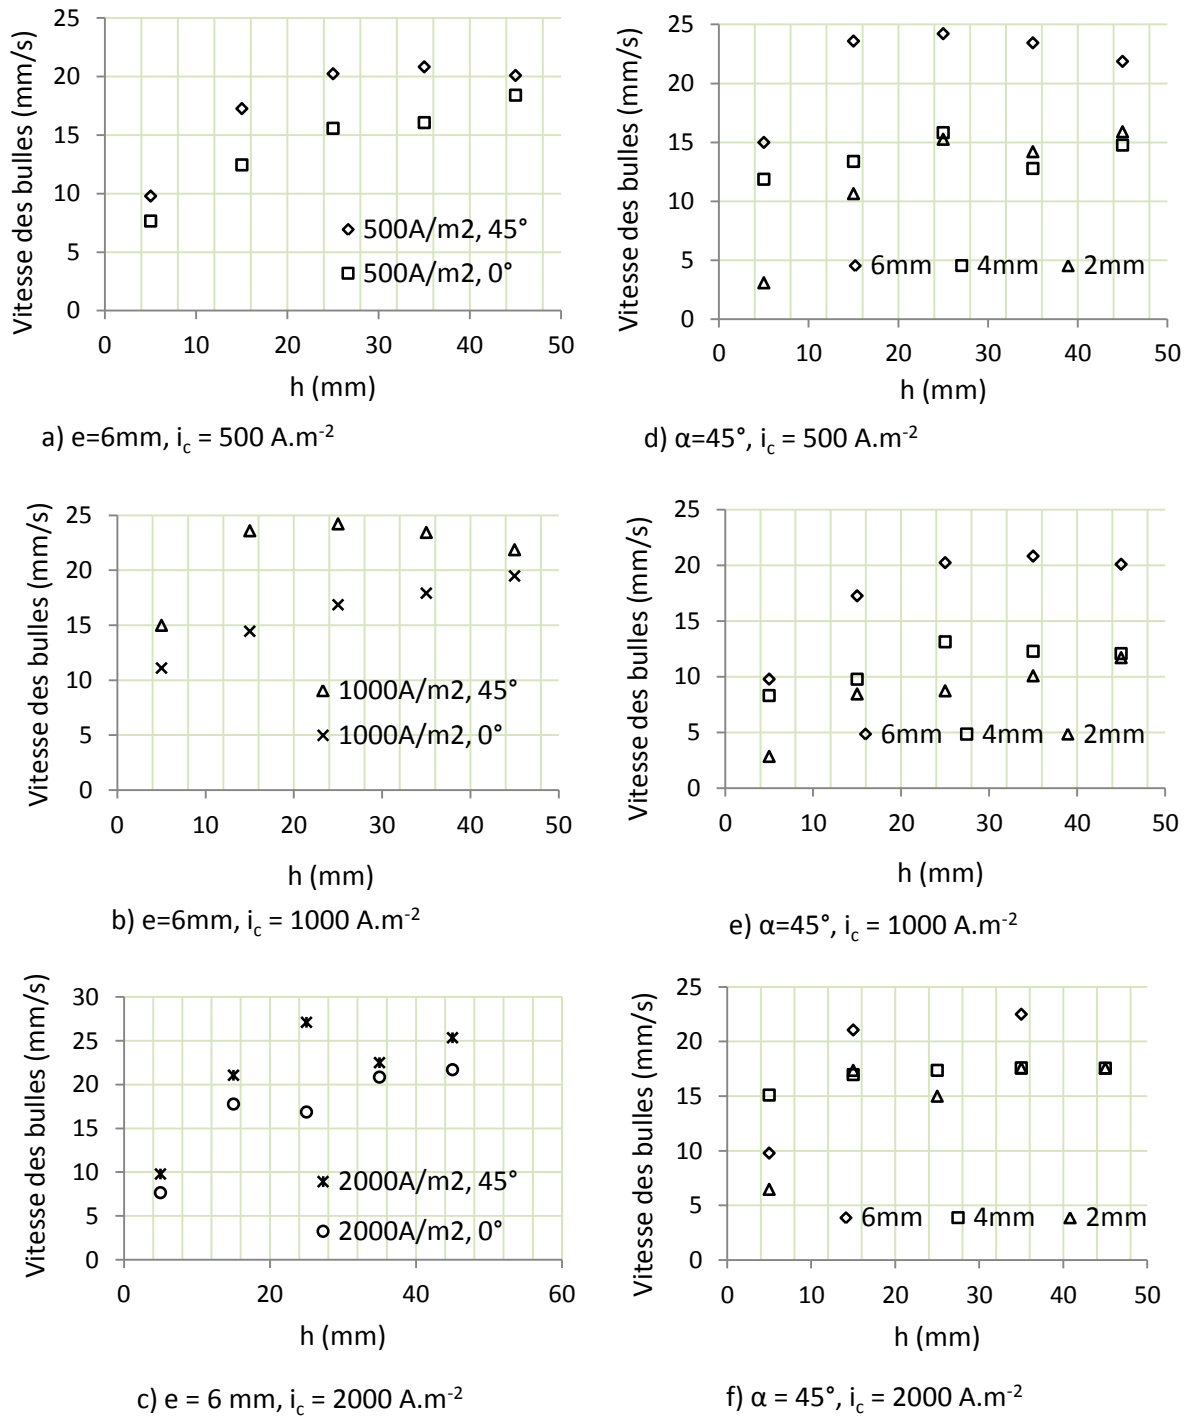 Vitesse des bulles (mm/s)
25
20
15
10
5
0
500A/m2, 45°
500A/m2, 0°
0 10 20 30 40 50
h (mm)
a) e=6mm, ic = 500 A.m-2
Vitesse des bulles (mm/s)
25
20
15
10
5
0
6mm 4mm 2mm
0 10 20 30 40 50
h (mm)
d) α=45°, ic = 500 A.m-2
Vitesse des bulles (mm/s)
25
20
15
10
5
0
1000A/m2, 45°
1000A/m2, 0°
0 10 20 30 40 50
h (mm)
b) e=6mm, ic = 1000 A.m-2
Vitesse des bulles (mm/s)
25
20
15
10
5
0
6mm 4mm 2mm
0 10 20 30 40 50
h (mm)
e) α=45°, ic = 1000 A.m-2
Vitesse des bulles (mm/s)
30
25
20
15
10
5
0
2000A/m2, 45°
2000A/m2, 0°
0 20 40 60
h (mm)
c) e = 6 mm, ic = 2000 A.m-2
Vitesse des bulles (mm/s)
25
20
15
10
5
0
6mm 4mm 2mm
0 10 20 30 40 50
h (mm)
f) α = 45°, ic = 2000 A.m-2